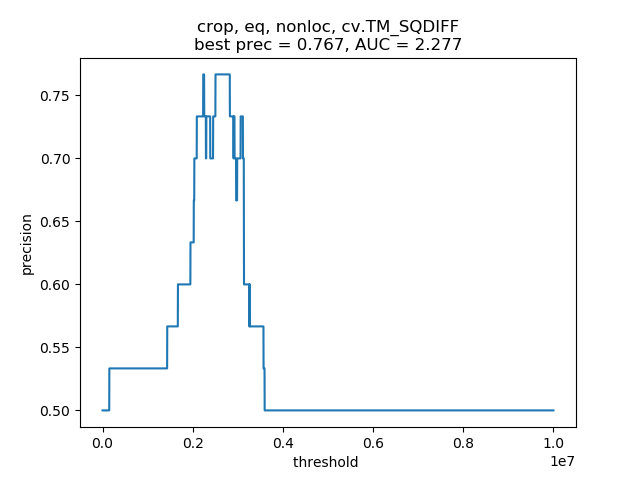 crop, eq, nonloc, cv.TM_SQDIFF
best prec = 0.767, AUC = 2.277
precision
0.75
0.70
0.65
0.60
0.55
0.50
0.0 0.2 0.4 0.6 0.8 1.0
1e7
threshold